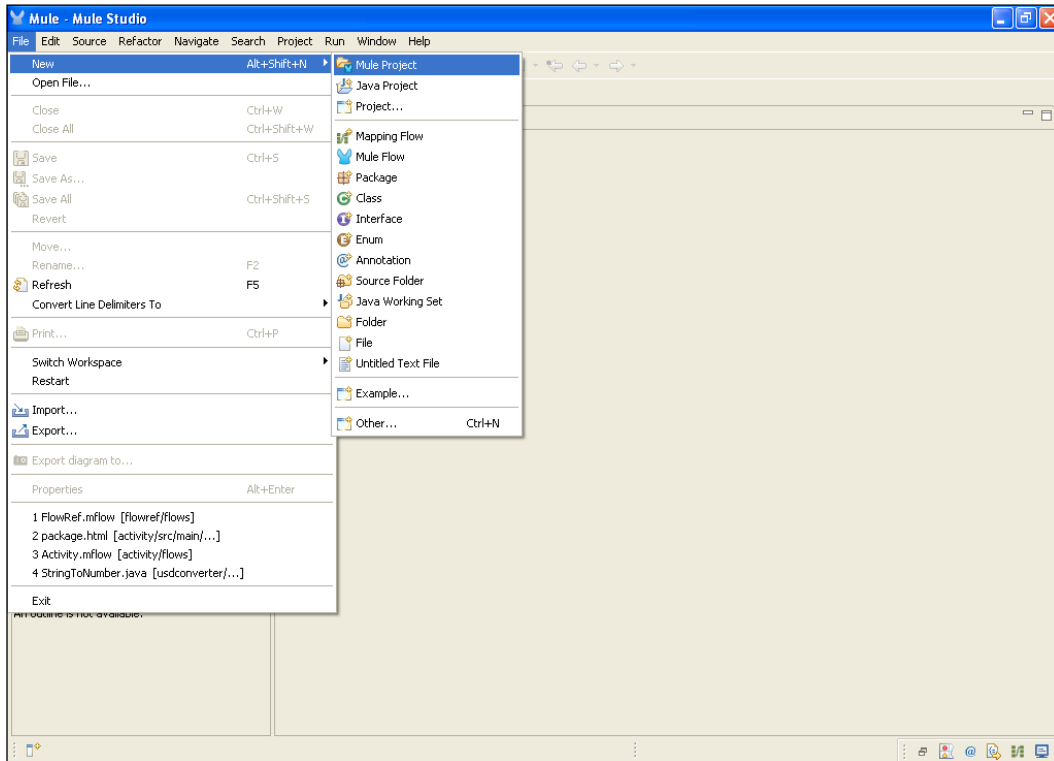 Mule - Mule Studio
File Edit Source Refactor Navigate Search Project Run Window Help
New Alt+Shift+N
Open File...
Close Ctrl+W
Close All Ctrl+Shift+W
Save Ctrl+S
Save As...
Save All Ctrl+Shift+S
Revert
Move...
Rename... F2
Refresh F5
Convert Line Delimiters To
Print... Ctrl+P
Switch Workspace
Restart
Import...
Export...
Export diagram to...
Properties Alt+Enter
1 FlowRef.mflow [flowref/flows]
2 package.html [activity/src/main/...]
3 Activity.mflow [activity/flows]
4 StringToNumber.java [usdconverter/...]
Exit
Mule Project
Java Project
Project...
Mapping Flow
Mule Flow
Package
Class
Interface
Enum
Annotation
Source Folder
Java Working Set
Folder
File
Untitled Text File
Example...
Other... Ctrl+N
An outline is not available.